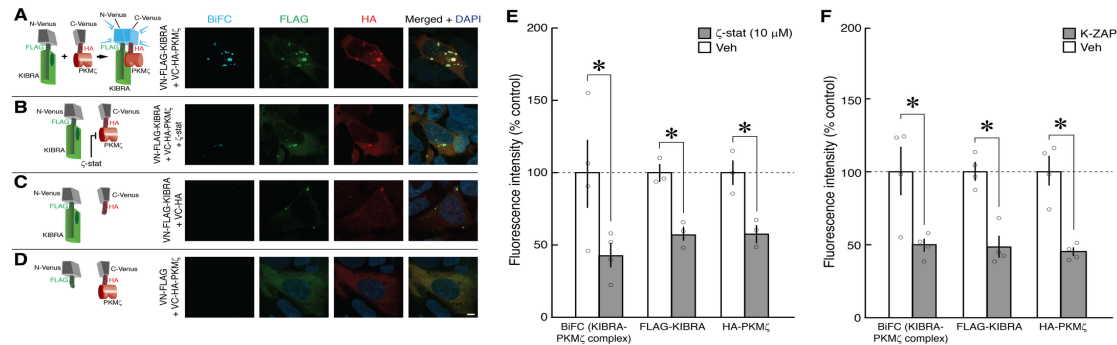 A
N-Venus
C-Venus
N-Venus
C-Venus
FLAG
HA
FLAG
HA
+
KIBRA
PKMζ
PKMζ
KIBRA
BiFC
FLAG
HA
Merged + DAPI
VN-FLAG-KIBRA
+ VC-HA-PKMζ
B
N-Venus
C-Venus
FLAG
HA
KIBRA
PKMζ
ζ-stat
VN-FLAG-KIBRA
+ VC-HA-PKMζ
+ ζ-stat
C
N-Venus
C-Venus
FLAG
HA
KIBRA
VN-FLAG-KIBRA
+ VC-HA
D
N-Venus
C-Venus
FLAG
HA
PKMζ
VN-FLAG
+ VC-HA-PKMζ
E
Fluorescence intensity (% control)
200
150
100
50
0
ζ-stat (10 μM)
Veh
*
*
*
BiFC (KIBRA-
PKMζ complex)
FLAG-KIBRA
HA-PKMζ
F
Fluorescence intensity (% control)
200
150
100
50
0
K-ZAP
Veh
*
*
*
BiFC (KIBRA-
PKMζ complex)
FLAG-KIBRA
HA-PKMζ